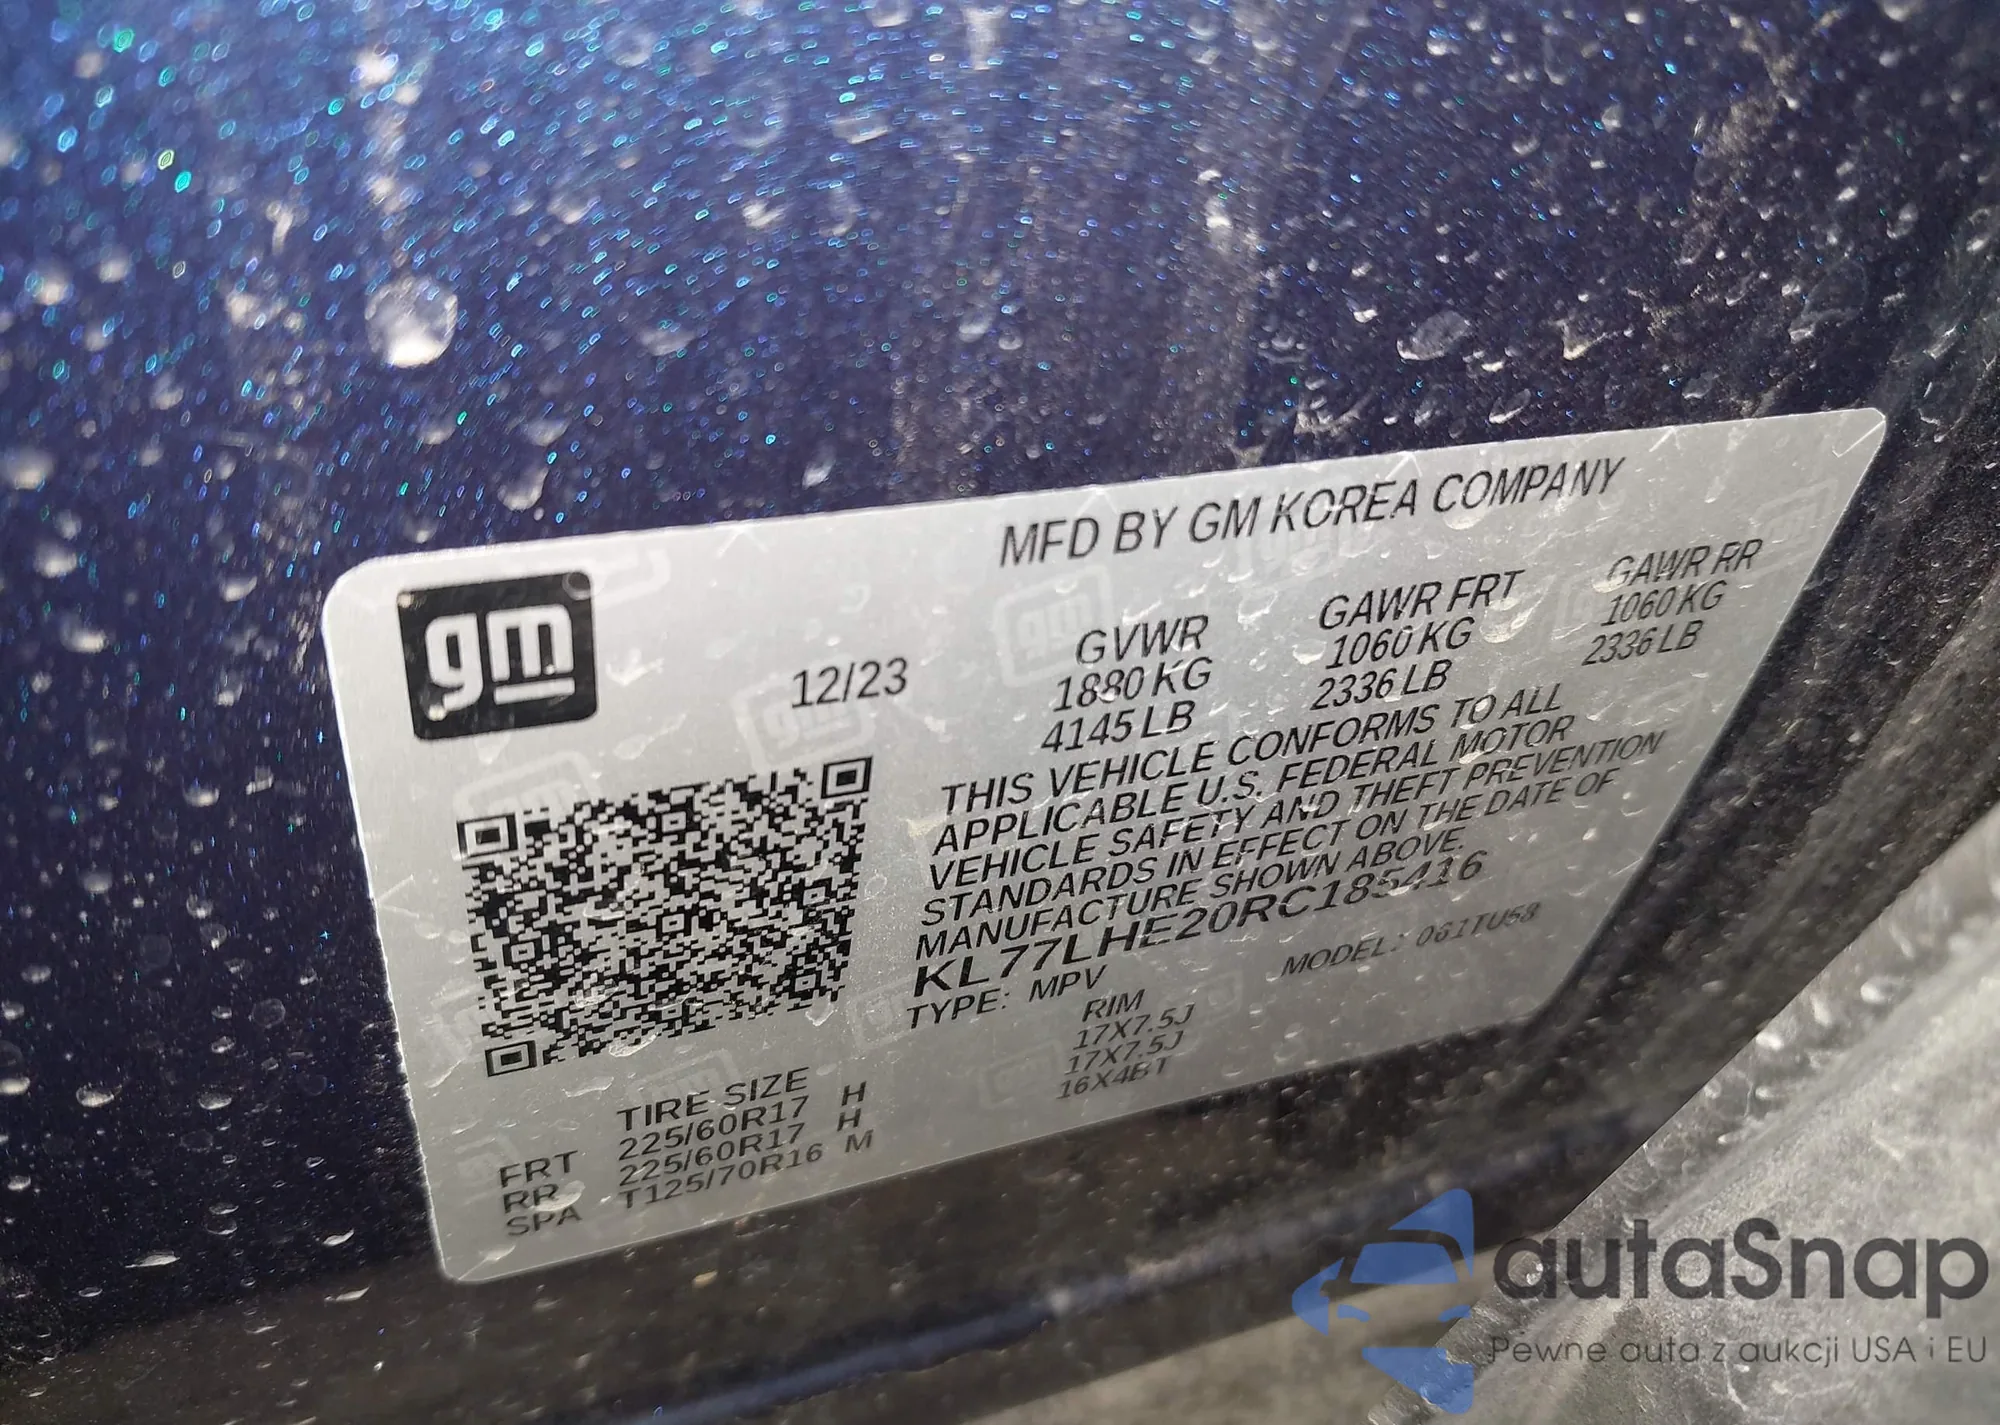 gm
MFD BY GM KOREA COMPANY
12/23
GVWR GAWR FRT GAWR RR
1880 KG 1060 KG 1060 KG
4145 LB 2336 LB 2336 LB
THIS VEHICLE CONFORMS TO ALL
APPLICABLE U.S. FEDERAL MOTOR
VEHICLE SAFETY AND THEFT PREVENTION
STANDARDS IN EFFECT ON THE DATE OF
MANUFACTURE SHOWN ABOVE.
KL77LHE20RC185416
TYPE: MPV MODEL: 061TU58
TIRE SIZE RIM
FRT 225/60R17 H 17X7.5J
RR 225/60R17 H 17X7.5J
SPA T125/70R16 M 16X4BT
autaSnap
Pewne auta z aukcji USA i EU